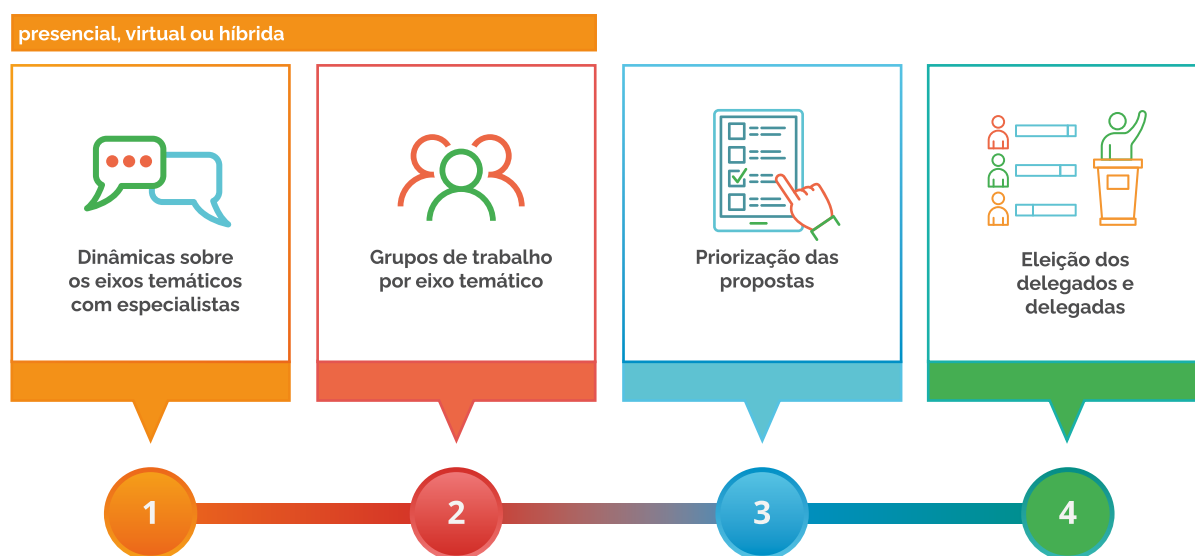 presencial, virtual ou híbrida
Dinâmicas sobre
os eixos temáticos
com especialistas
Grupos de trabalho
por eixo temático
Priorização das
propostas
Eleição dos
delegados e
delegadas
1
2
3
4